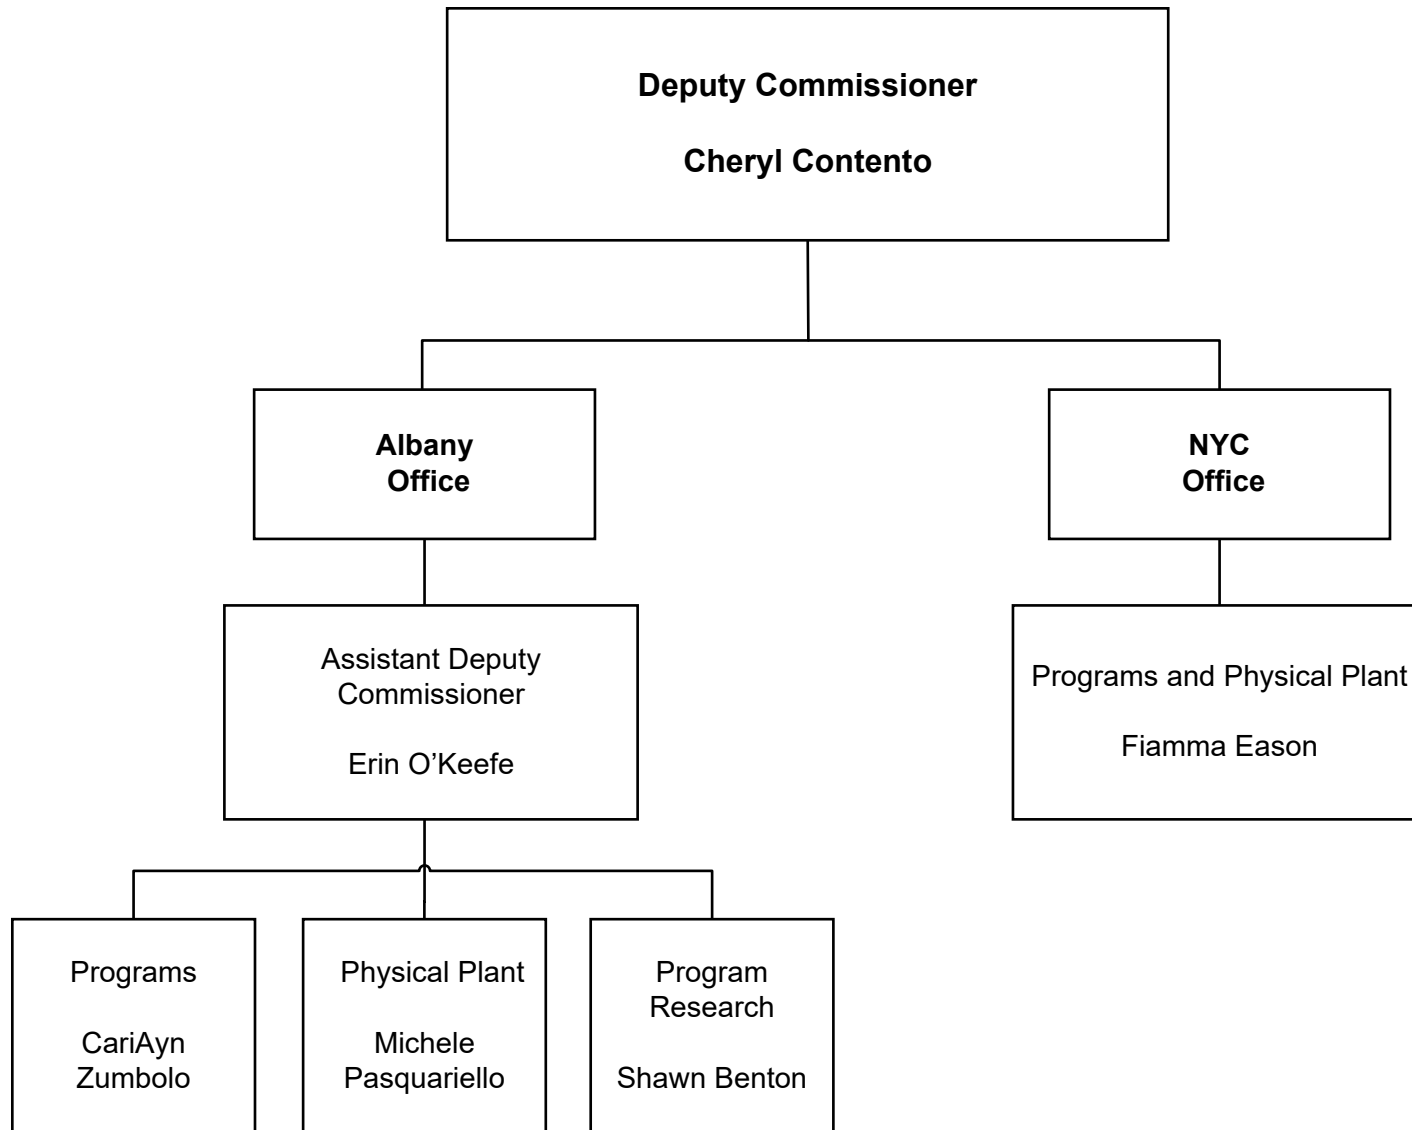 Deputy Commissioner
Cheryl Contento
Albany
Office
NYC
Office
Assistant Deputy
Commissioner
Erin O’Keefe
Programs and Physical Plant
Fiamma Eason
Programs
CariAyn
Zumbolo
Physical Plant
Michele
Pasquariello
Program
Research
Shawn Benton